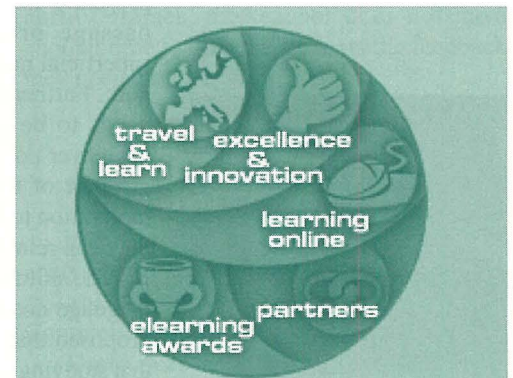 travel
&
learn
excellence
&
innovation
learning
online
elearning
awards
partners